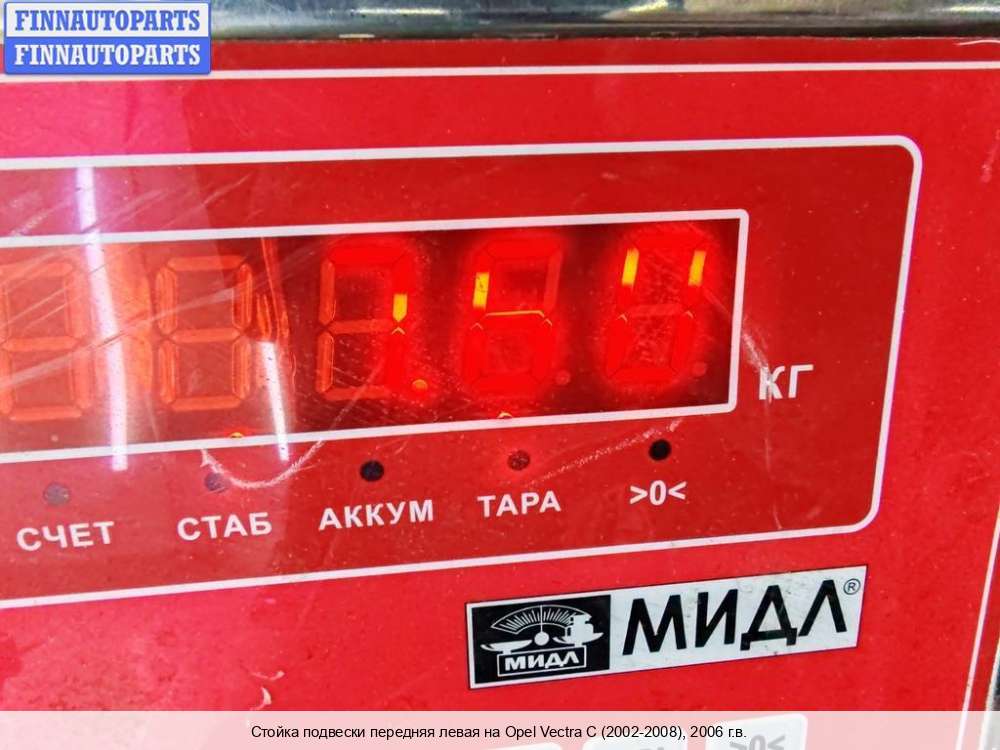 FINNAUTOPARTS
FINNAUTOPARTS
КГ
СЧЕТ СТАБ АККУМ ТАРА >0<
МИДЛ МИДЛ®
>0<
Стойка подвески передняя левая на Opel Vectra C (2002-2008), 2006 г.в.